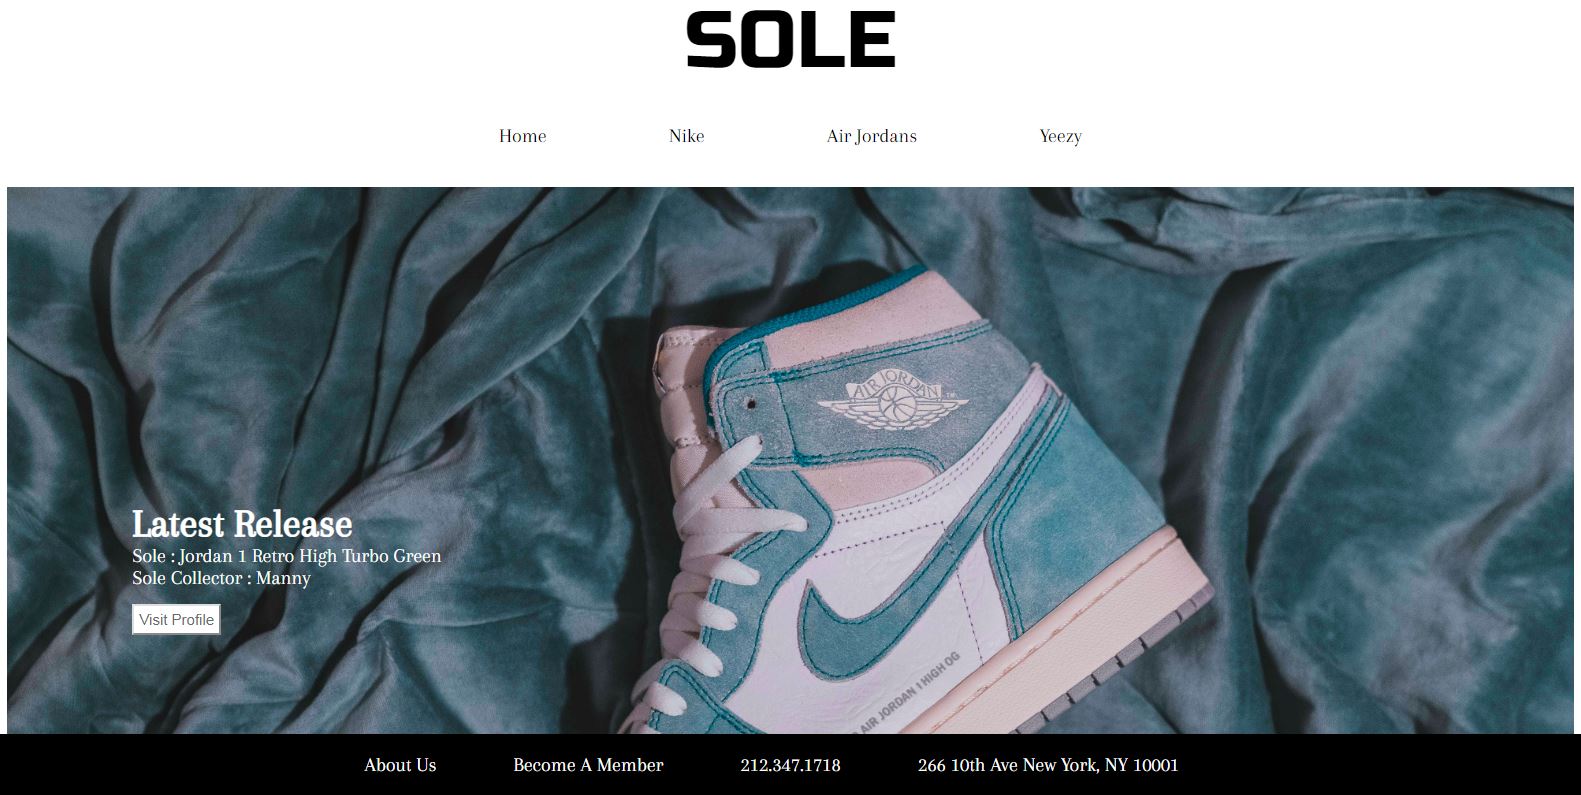 SOLE
Home Nike Air Jordans Yeezy
AIR JORDAN ™
Latest Release
Sole : Jordan 1 Retro High Turbo Green
Sole Collector : Manny
Visit Profile
AIR JORDAN 1 HIGH OG
About Us Become A Member 212.347.1718 266 10th Ave New York, NY 10001